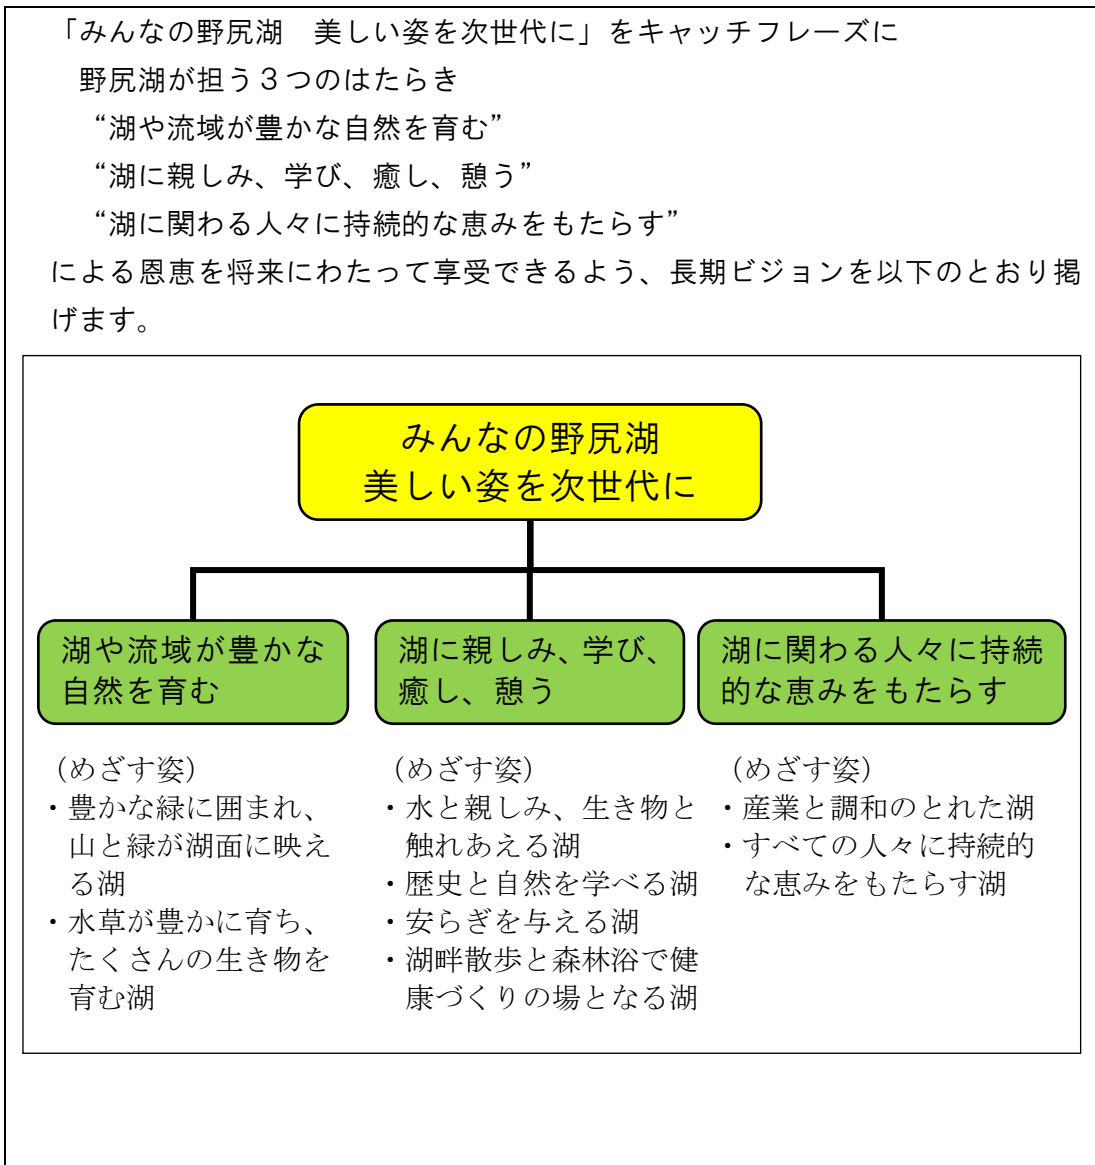 「みんなの野尻湖　美しい姿を次世代に」をキャッチフレーズに
野尻湖が担う３つのはたらき
“湖や流域が豊かな自然を育む”
“湖に親しみ、学び、癒し、憩う”
“湖に関わる人々に持続的な恵みをもたらす”
による恩恵を将来にわたって享受できるよう、長期ビジョンを以下のとおり掲
げます。
みんなの野尻湖
美しい姿を次世代に
湖や流域が豊かな
自然を育む
（めざす姿）
・豊かな緑に囲まれ、
山と緑が湖面に映え
る湖
・水草が豊かに育ち、
たくさんの生き物を
育む湖
湖に親しみ、学び、
癒し、憩う
（めざす姿）
・水と親しみ、生き物と
触れあえる湖
・歴史と自然を学べる湖
・安らぎを与える湖
・湖畔散歩と森林浴で健
康づくりの場となる湖
湖に関わる人々に持続
的な恵みをもたらす
（めざす姿）
・産業と調和のとれた湖
・すべての人々に持続的
な恵みをもたらす湖